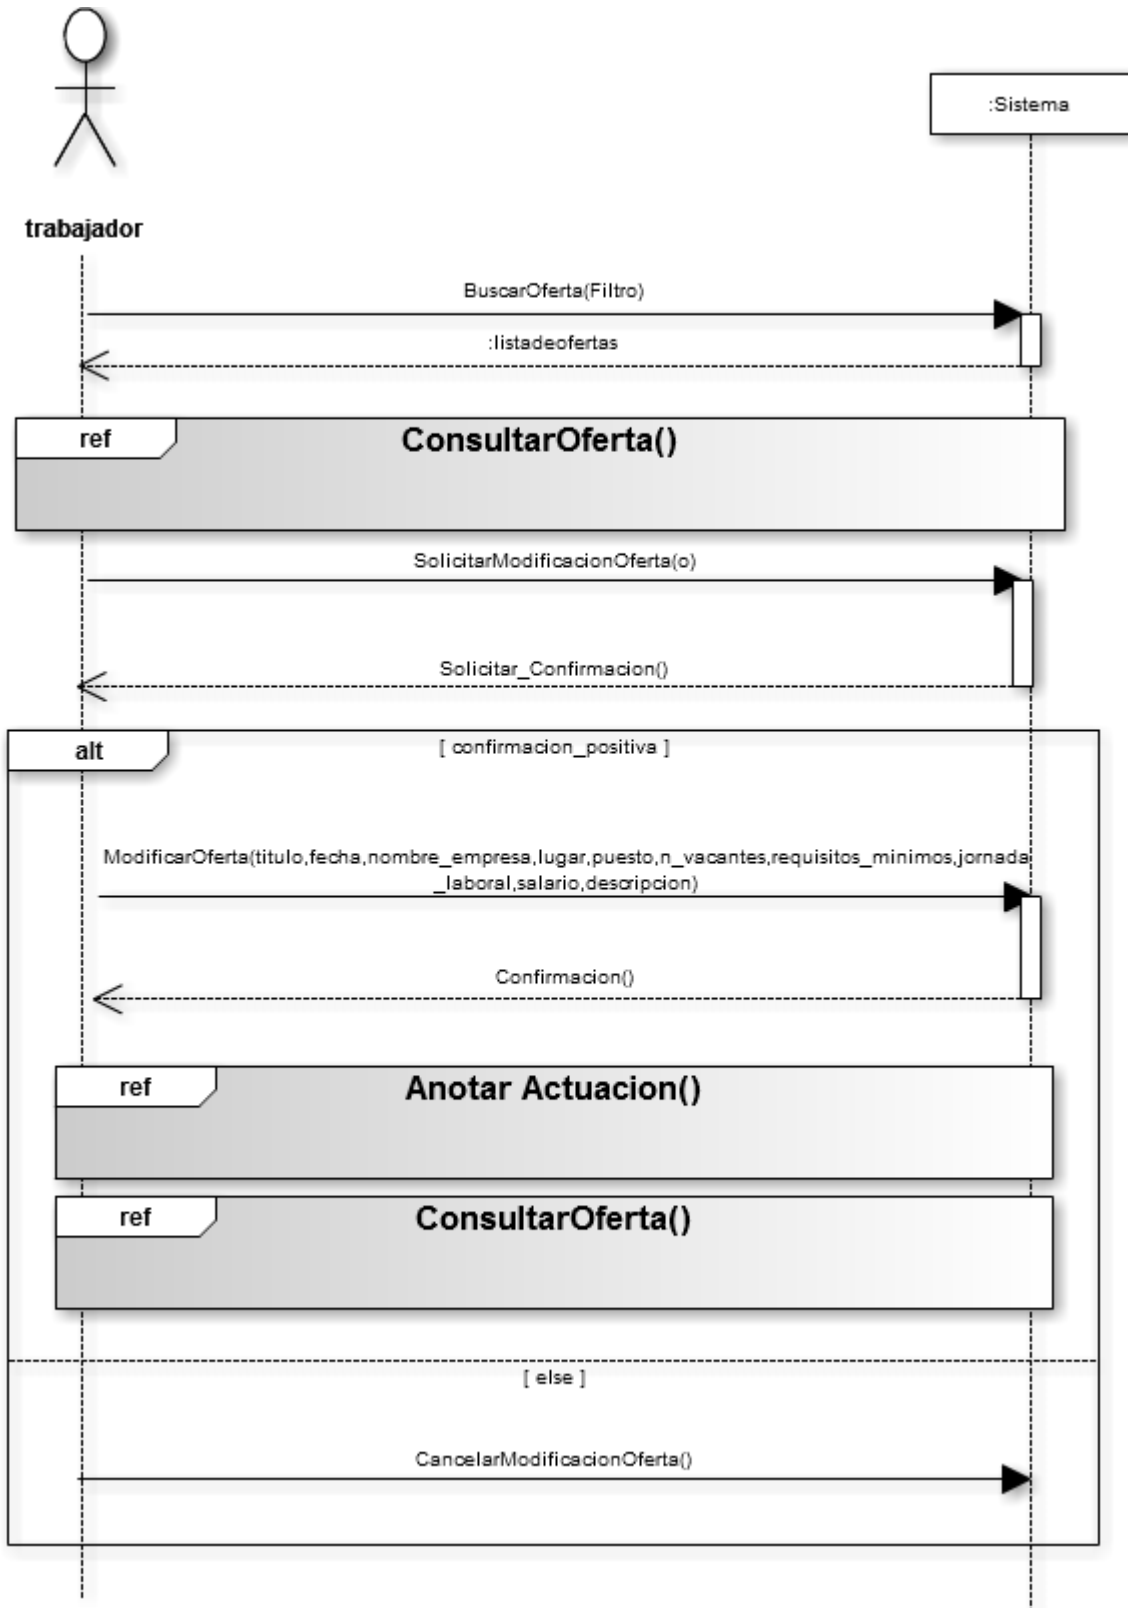 :Sistema
trabajador
BuscarOferta(Filtro)
:listadeofertas
ref
ConsultarOferta()
SolicitarModificacionOferta(o)
Solicitar_Confirmacion()
alt
[ confirmacion_positiva ]
ModificarOferta(titulo,fecha,nombre_empresa,lugar,puesto,n_vacantes,requisitos_minimos,jornada
_laboral,salario,descripcion)
Confirmacion()
ref
Anotar Actuacion()
ref
ConsultarOferta()
[ else ]
CancelarModificacionOferta()